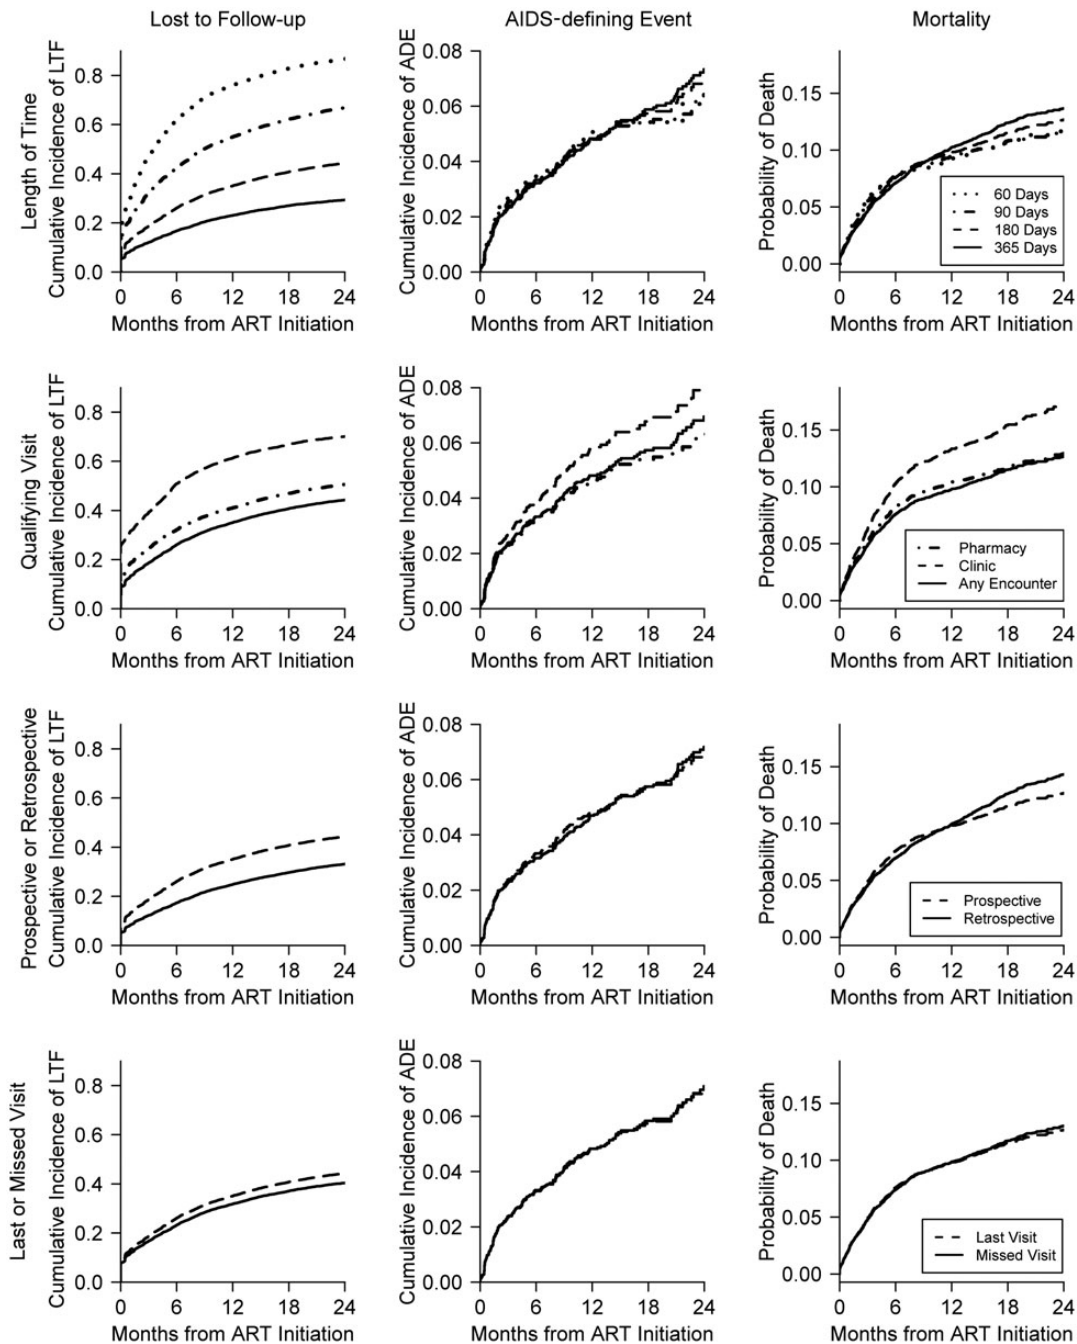 Lost to Follow-up
AIDS-defining Event
Mortality
Length of Time
Cumulative Incidence of LTF
0.8
0.6
0.4
0.2
0.0
0 6 12 18 24
Months from ART Initiation
Cumulative Incidence of ADE
0.08
0.06
0.04
0.02
0.00
0 6 12 18 24
Months from ART Initiation
Probability of Death
0.15
0.10
0.05
0.00
60 Days
90 Days
180 Days
365 Days
0 6 12 18 24
Months from ART Initiation
Qualifying Visit
Cumulative Incidence of LTF
0.8
0.6
0.4
0.2
0.0
0 6 12 18 24
Months from ART Initiation
Cumulative Incidence of ADE
0.08
0.06
0.04
0.02
0.00
0 6 12 18 24
Months from ART Initiation
Probability of Death
0.15
0.10
0.05
0.00
Pharmacy
Clinic
Any Encounter
0 6 12 18 24
Months from ART Initiation
Prospective or Retrospective
Cumulative Incidence of LTF
0.8
0.6
0.4
0.2
0.0
0 6 12 18 24
Months from ART Initiation
Cumulative Incidence of ADE
0.08
0.06
0.04
0.02
0.00
0 6 12 18 24
Months from ART Initiation
Probability of Death
0.15
0.10
0.05
0.00
Prospective
Retrospective
0 6 12 18 24
Months from ART Initiation
Last or Missed Visit
Cumulative Incidence of LTF
0.8
0.6
0.4
0.2
0.0
0 6 12 18 24
Months from ART Initiation
Cumulative Incidence of ADE
0.08
0.06
0.04
0.02
0.00
0 6 12 18 24
Months from ART Initiation
Probability of Death
0.15
0.10
0.05
0.00
Last Visit
Missed Visit
0 6 12 18 24
Months from ART Initiation